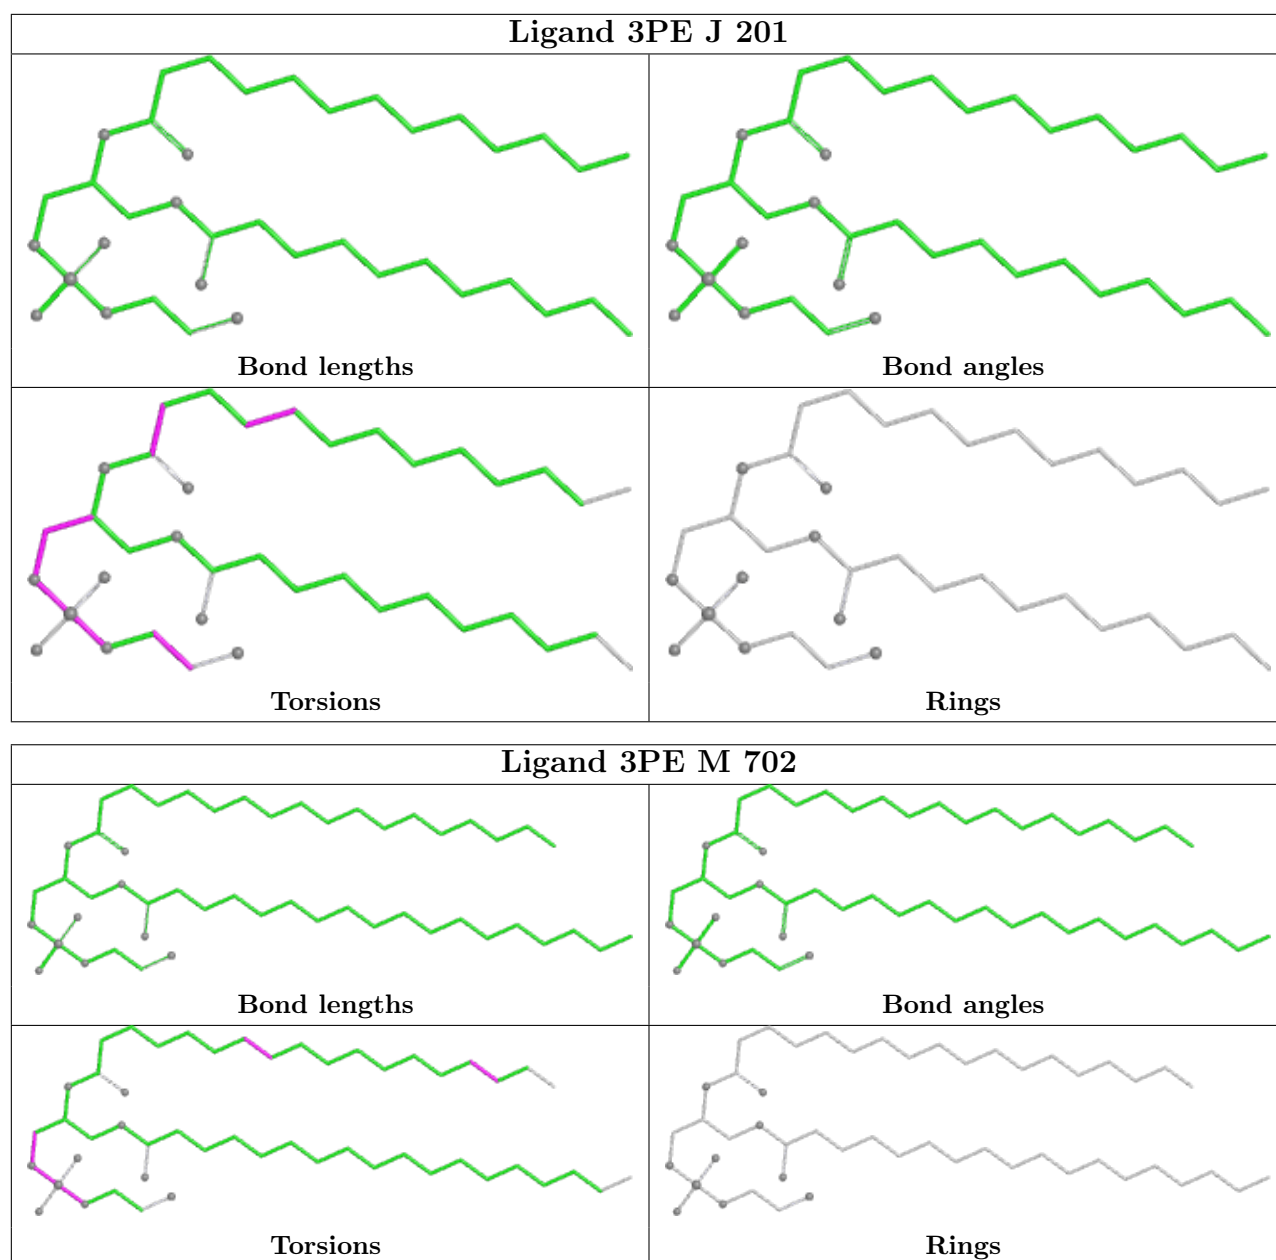 Ligand 3PE J 201
Bond lengths
Bond angles
Torsions
Rings
Ligand 3PE M 702
Bond lengths
Bond angles
Torsions
Rings